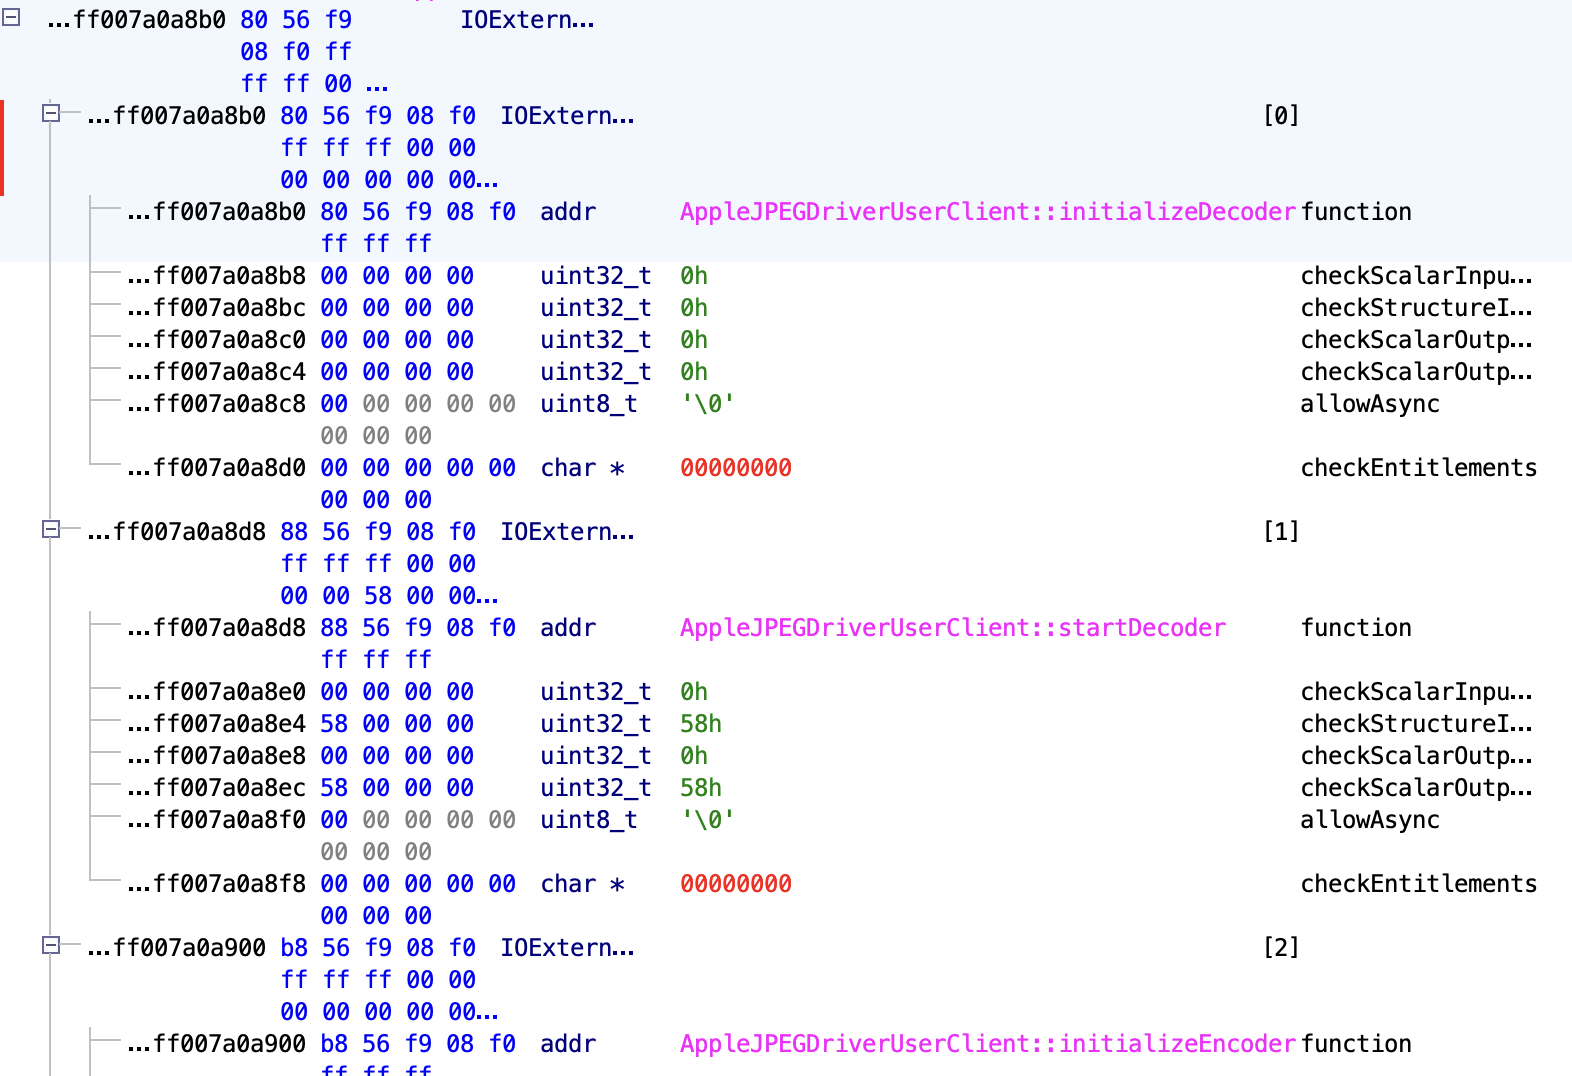 ...ff007a0a8b0 80 56 f9 IOExtern...
08 f0 ff
ff ff 00 ...
...ff007a0a8b0 80 56 f9 08 f0 IOExtern... [0]
ff ff ff 00 00
00 00 00 00 00...
...ff007a0a8b0 80 56 f9 08 f0 addr AppleJPEGDriverUserClient::initializeDecoder function
ff ff ff
...ff007a0a8b8 00 00 00 00 uint32_t 0h checkScalarInpu...
...ff007a0a8bc 00 00 00 00 uint32_t 0h checkStructureI...
...ff007a0a8c0 00 00 00 00 uint32_t 0h checkScalarOutp...
...ff007a0a8c4 00 00 00 00 uint32_t 0h checkScalarOutp...
...ff007a0a8c8 00 00 00 00 00 uint8_t '\0' allowAsync
00 00 00
...ff007a0a8d0 00 00 00 00 00 char * 00000000 checkEntitlements
00 00 00
...ff007a0a8d8 88 56 f9 08 f0 IOExtern... [1]
ff ff ff 00 00
00 00 58 00 00...
...ff007a0a8d8 88 56 f9 08 f0 addr AppleJPEGDriverUserClient::startDecoder function
ff ff ff
...ff007a0a8e0 00 00 00 00 uint32_t 0h checkScalarInpu...
...ff007a0a8e4 58 00 00 00 uint32_t 58h checkStructureI...
...ff007a0a8e8 00 00 00 00 uint32_t 0h checkScalarOutp...
...ff007a0a8ec 58 00 00 00 uint32_t 58h checkScalarOutp...
...ff007a0a8f0 00 00 00 00 00 uint8_t '\0' allowAsync
00 00 00
...ff007a0a8f8 00 00 00 00 00 char * 00000000 checkEntitlements
00 00 00
...ff007a0a900 b8 56 f9 08 f0 IOExtern... [2]
ff ff ff 00 00
00 00 00 00 00...
...ff007a0a900 b8 56 f9 08 f0 addr AppleJPEGDriverUserClient::initializeEncoder function
ff ff ff